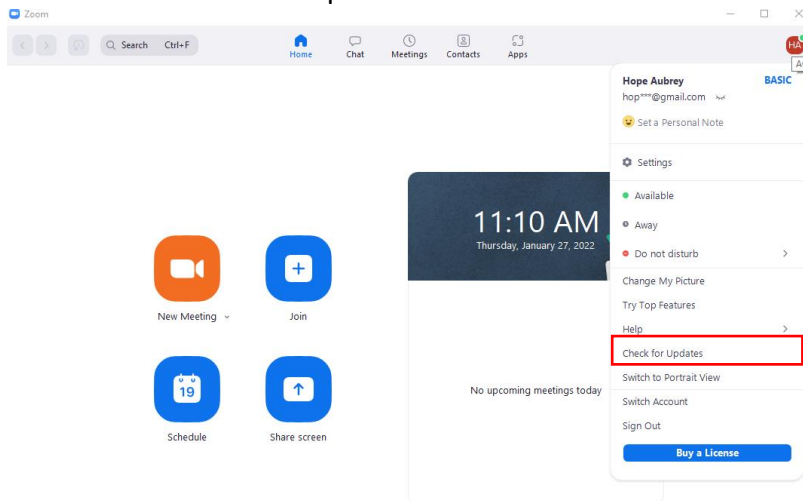 Zoom
Search Ctrl+F
Home
Chat
Meetings
Contacts
Apps
HA
Hope Aubrey BASIC
hop***@gmail.com
Set a Personal Note
Settings
Available
Away
Do not disturb
Change My Picture
Try Top Features
Help
Check for Updates
Switch to Portrait View
Switch Account
Sign Out
Buy a License
11:10 AM
Thursday, January 27, 2022
No upcoming meetings today
New Meeting
Join
19
Schedule
Share screen